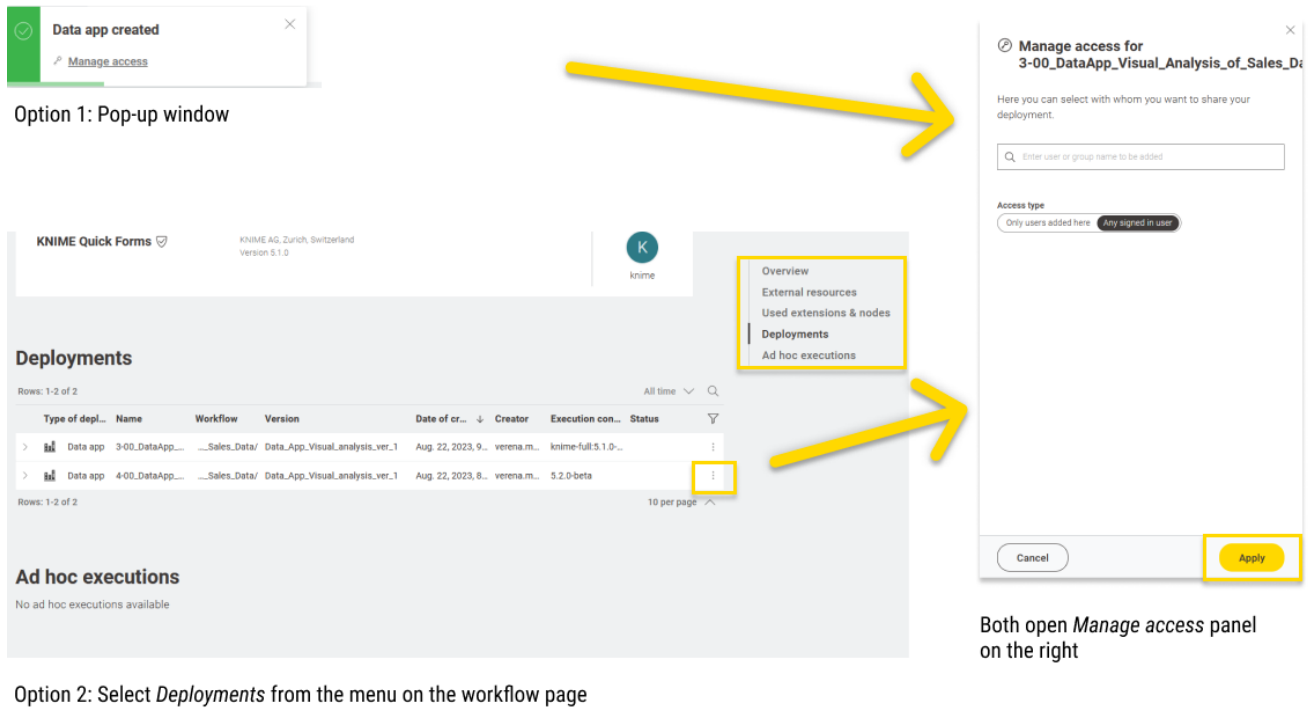 Data app created
Manage access
Option 1: Pop-up window
Manage access for
3-00_DataApp_Visual_Analysis_of_Sales_Da
Here you can select with whom you want to share your
deployment.
Enter user or group name to be added
Access type
Only users added here Any signed in user
Cancel Apply
Both open Manage access panel
on the right
KNIME Quick Forms
KNIME AG, Zurich, Switzerland
Version 5.1.0
K
knime
Overview
External resources
Used extensions & nodes
Deployments
Ad hoc executions
Deployments
Rows: 1-2 of 2 All time
Type of depl... Name Workflow Version Date of cr... Creator Execution con... Status
Data app 3-00_DataApp_... ..._Sales_Data/ Data_App_Visual_analysis_ver_1 Aug. 22, 2023, 9... verena.m... knime-full:5.1.0-...
Data app 4-00_DataApp_... ..._Sales_Data/ Data_App_Visual_analysis_ver_1 Aug. 22, 2023, 8... verena.m... 5.2.0-beta
Rows: 1-2 of 2 10 per page
Ad hoc executions
No ad hoc executions available
Option 2: Select Deployments from the menu on the workflow page